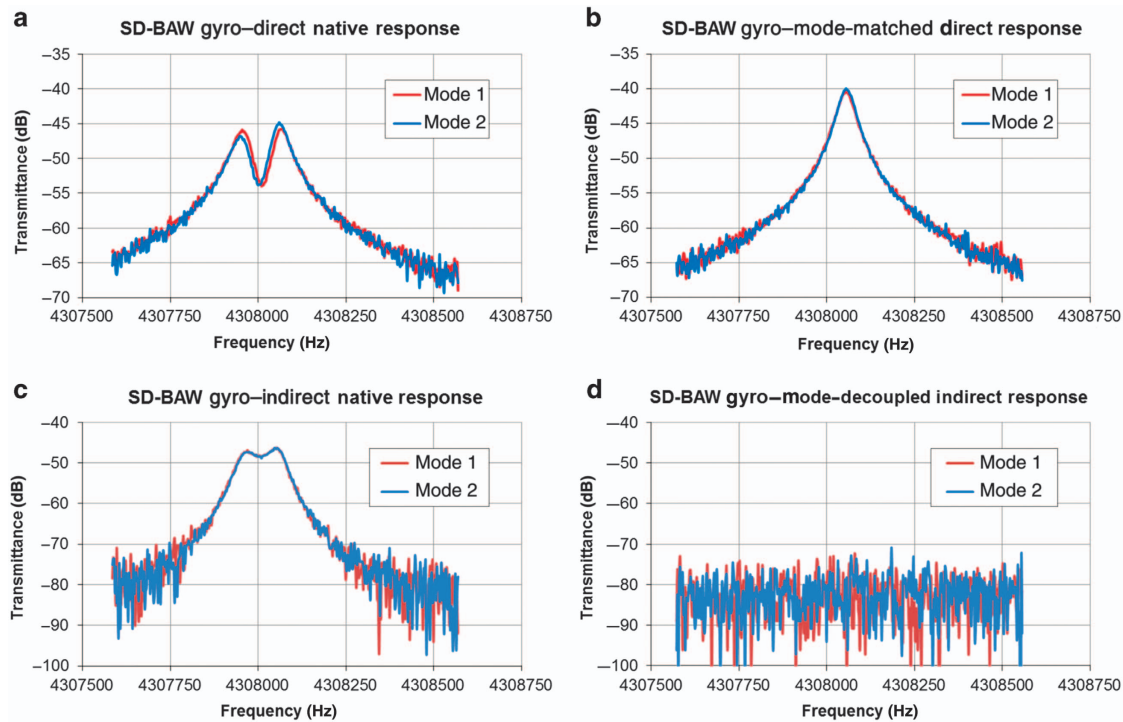 a
SD-BAW gyro–direct native response
Transmittance (dB)
–35
–40
–45
–50
–55
–60
–65
–70
Mode 1
Mode 2
4307500 4307750 4308000 4308250 4308500 4308750
Frequency (Hz)
b
SD-BAW gyro–mode-matched direct response
Transmittance (dB)
–35
–40
–45
–50
–55
–60
–65
–70
Mode 1
Mode 2
4307500 4307750 4308000 4308250 4308500 4308750
Frequency (Hz)
c
SD-BAW gyro–indirect native response
Transmittance (dB)
–40
–50
–60
–70
–80
–90
–100
Mode 1
Mode 2
4307500 4307750 4308000 4308250 4308500 4308750
Frequency (Hz)
d
SD-BAW gyro–mode-decoupled indirect response
Transmittance (dB)
–40
–50
–60
–70
–80
–90
–100
Mode 1
Mode 2
4307500 4307750 4308000 4308250 4308500 4308750
Frequency (Hz)